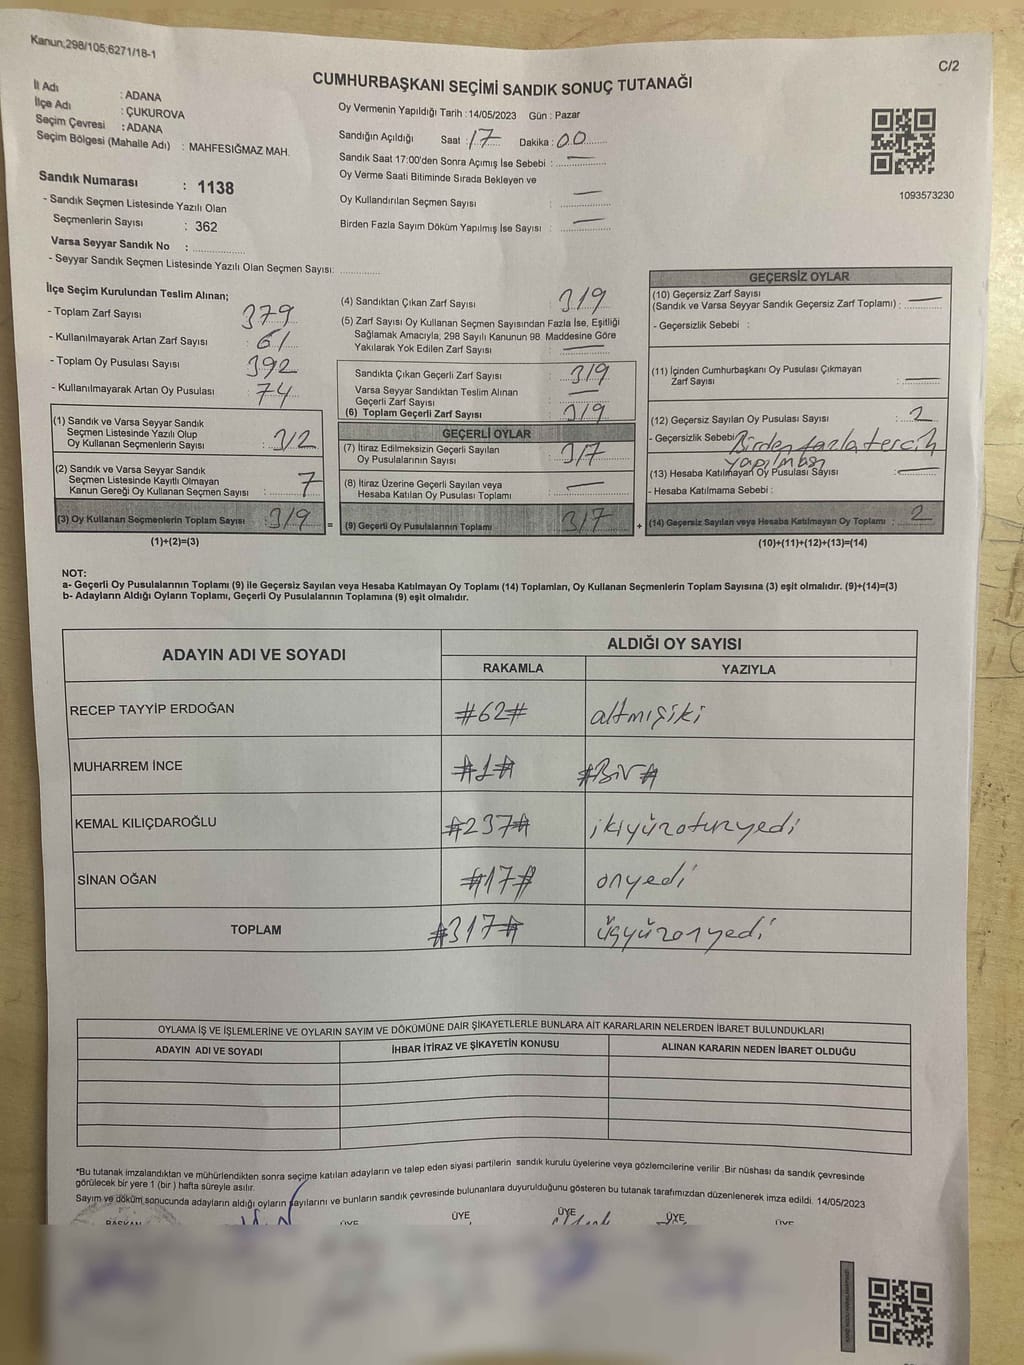 Kanun,298/105;6271/18-1
C/2
CUMHURBAŞKANI SEÇİMİ SANDIK SONUÇ TUTANAĞI
İl Adı : ADANA
İlçe Adı : ÇUKUROVA
Seçim Çevresi : ADANA
Seçim Bölgesi (Mahalle Adı) : MAHFESIĞMAZ MAH.
Sandık Numarası : 1138
- Sandık Seçmen Listesinde Yazılı Olan
Seçmenlerin Sayısı : 362
Varsa Seyyar Sandık No :
- Seyyar Sandık Seçmen Listesinde Yazılı Olan Seçmen Sayısı:
Oy Vermenin Yapıldığı Tarih : 14/05/2023 Gün : Pazar
Sandığın Açıldığı Saat : 17 Dakika : 00
Sandık Saat 17:00'den Sonra Açımış İse Sebebi : —
Oy Verme Saati Bitiminde Sırada Bekleyen ve
Oy Kullandırılan Seçmen Sayısı : —
Birden Fazla Sayım Döküm Yapılmış İse Sayısı : —
1093573230
İlçe Seçim Kurulundan Teslim Alınan;
- Toplam Zarf Sayısı 379
- Kullanılmayarak Artan Zarf Sayısı 61
- Toplam Oy Pusulası Sayısı 392
- Kullanılmayarak Artan Oy Pusulası 74
(1) Sandık ve Varsa Seyyar Sandık
Seçmen Listesinde Yazılı Olup
Oy Kullanan Seçmenlerin Sayısı : 312
(2) Sandık ve Varsa Seyyar Sandık
Seçmen Listesinde Kayıtlı Olmayan
Kanun Gereği Oy Kullanan Seçmen Sayısı : 7
(3) Oy Kullanan Seçmenlerin Toplam Sayısı : 319 =
(1)+(2)=(3)
(4) Sandıktan Çıkan Zarf Sayısı 319
(5) Zarf Sayısı Oy Kullanan Seçmen Sayısından Fazla İse, Eşitliği
Sağlamak Amacıyla, 298 Sayılı Kanunun 98. Maddesine Göre
Yakılarak Yok Edilen Zarf Sayısı —
Sandıkta Çıkan Geçerli Zarf Sayısı 319
Varsa Seyyar Sandıktan Teslim Alınan
Geçerli Zarf Sayısı —
(6) Toplam Geçerli Zarf Sayısı 319
GEÇERLİ OYLAR
(7) İtiraz Edilmeksizin Geçerli Sayılan
Oy Pusulalarının Sayısı 317
(8) İtiraz Üzerine Geçerli Sayılan veya
Hesaba Katılan Oy Pusulası Toplamı —
(9) Geçerli Oy Pusulalarının Toplamı 317 +
GEÇERSİZ OYLAR
(10) Geçersiz Zarf Sayısı
(Sandık ve Varsa Seyyar Sandık Geçersiz Zarf Toplamı) : —
- Geçersizlik Sebebi :
(11) İçinden Cumhurbaşkanı Oy Pusulası Çıkmayan
Zarf Sayısı : —
(12) Geçersiz Sayılan Oy Pusulası Sayısı : 2
- Geçersizlik Sebebi Birden fazla tercih
yapılması
(13) Hesaba Katılmayan Oy Pusulası Sayısı : —
- Hesaba Katılmama Sebebi :
(14) Geçersiz Sayılan veya Hesaba Katılmayan Oy Toplamı : 2
(10)+(11)+(12)+(13)=(14)
NOT:
a- Geçerli Oy Pusulalarının Toplamı (9) ile Geçersiz Sayılan veya Hesaba Katılmayan Oy Toplamı (14) Toplamları, Oy Kullanan Seçmenlerin Toplam Sayısına (3) eşit olmalıdır. (9)+(14)=(3)
b- Adayların Aldığı Oyların Toplamı, Geçerli Oy Pusulalarının Toplamına (9) eşit olmalıdır.
ADAYIN ADI VE SOYADI
ALDIĞI OY SAYISI
RAKAMLA YAZIYLA
RECEP TAYYİP ERDOĞAN #62# altmışiki
MUHARREM İNCE #1# #Bir#
KEMAL KILIÇDAROĞLU #237# ikiyüzotuzyedi
SİNAN OĞAN #17# onyedi
TOPLAM #317# üçyüzonyedi
OYLAMA İŞ VE İŞLEMLERİNE VE OYLARIN SAYIM VE DÖKÜMÜNE DAİR ŞİKAYETLERLE BUNLARA AİT KARARLARIN NELERDEN İBARET BULUNDUKLARI
ADAYIN ADI VE SOYADI İHBAR İTİRAZ VE ŞİKAYETİN KONUSU ALINAN KARARIN NEDEN İBARET OLDUĞU
*Bu tutanak imzalandıktan ve mühürlendikten sonra seçime katılan adayların ve talep eden siyasi partilerin sandık kurulu üyelerine veya gözlemcilerine verilir .Bir nüshası da sandık çevresinde
görülecek bir yere 1 (bir ) hafta süreyle asılır.
Sayım ve döküm sonucunda adayların aldığı oyların sayılarını ve bunların sandık çevresinde bulunanlara duyurulduğunu gösteren bu tutanak tarafımızdan düzenlenerek imza edildi. 14/05/2023
BAŞKAN ÜYE ÜYE ÜYE ÜYE ÜYE